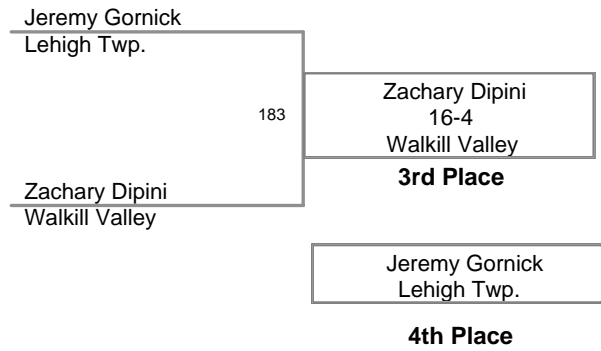 Jeremy Gornick
Lehigh Twp.
183
Zachary Dipini
16-4
Walkill Valley
3rd Place
Zachary Dipini
Walkill Valley
Jeremy Gornick
Lehigh Twp.
4th Place